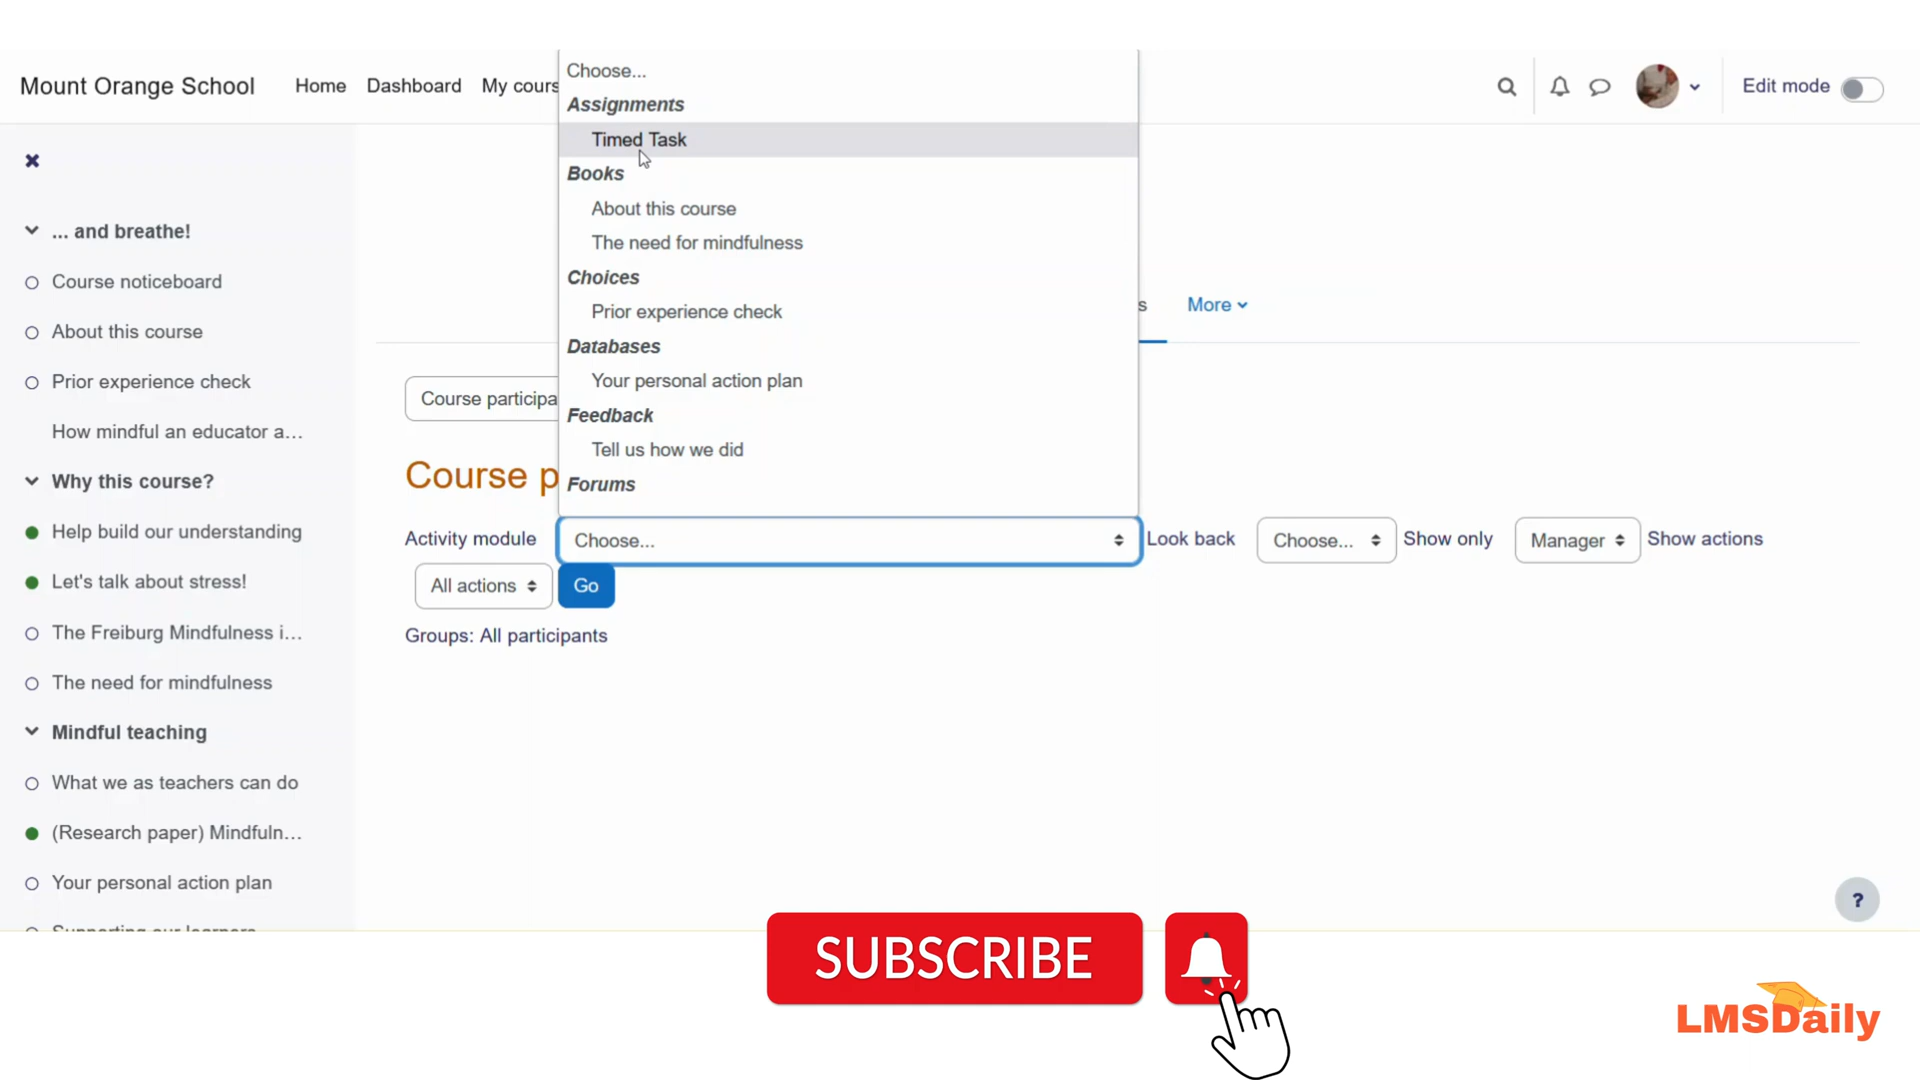 Mount Orange School
Home
Dashboard
My cours
Edit mode
Choose...
Assignments
Timed Task
Books
About this course
The need for mindfulness
Choices
Prior experience check
Databases
Your personal action plan
Feedback
Tell us how we did
Forums
... and breathe!
Course noticeboard
About this course
Prior experience check
How mindful an educator a...
Why this course?
Help build our understanding
Let's talk about stress!
The Freiburg Mindfulness i...
The need for mindfulness
Mindful teaching
What we as teachers can do
(Research paper) Mindfuln...
Your personal action plan
Supporting our learners
s
More
Course participa
Course p
Activity module
Choose...
Look back
Choose...
Show only
Manager
Show actions
All actions
Go
Groups: All participants
?
SUBSCRIBE
LMSDaily